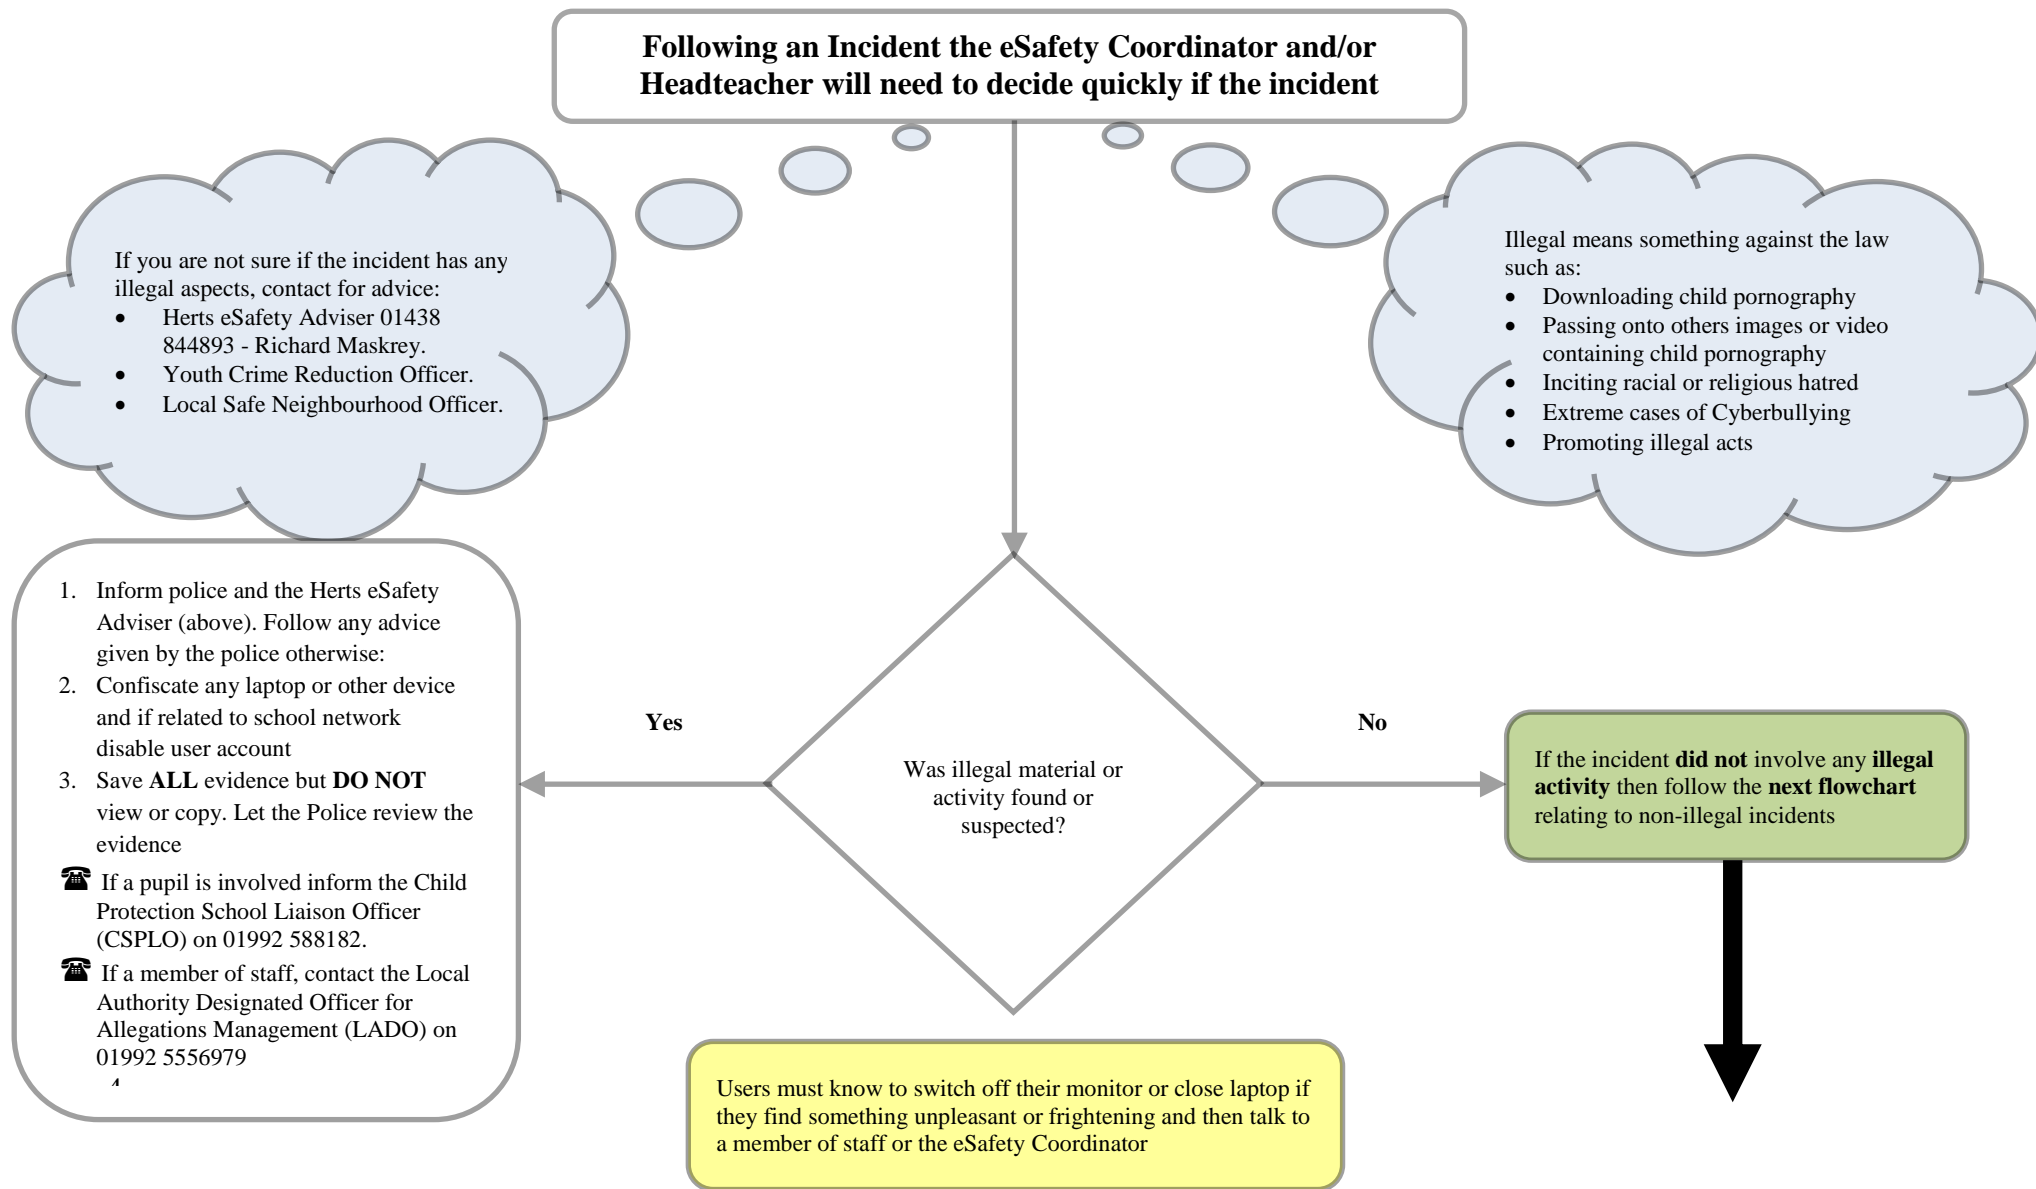 Following an Incident the eSafety Coordinator and/or
Headteacher will need to decide quickly if the incident
If you are not sure if the incident has any
illegal aspects, contact for advice:
• Herts eSafety Adviser 01438
844893 - Richard Maskrey.
• Youth Crime Reduction Officer.
• Local Safe Neighbourhood Officer.
Illegal means something against the law
such as:
• Downloading child pornography
• Passing onto others images or video
containing child pornography
• Inciting racial or religious hatred
• Extreme cases of Cyberbullying
• Promoting illegal acts
1. Inform police and the Herts eSafety
Adviser (above). Follow any advice
given by the police otherwise:
2. Confiscate any laptop or other device
and if related to school network
disable user account
3. Save ALL evidence but DO NOT
view or copy. Let the Police review the
evidence
☎ If a pupil is involved inform the Child
Protection School Liaison Officer
(CSPLO) on 01992 588182.
☎ If a member of staff, contact the Local
Authority Designated Officer for
Allegations Management (LADO) on
01992 5556979
Yes
Was illegal material or
activity found or
suspected?
No
If the incident did not involve any illegal
activity then follow the next flowchart
relating to non-illegal incidents
Users must know to switch off their monitor or close laptop if
they find something unpleasant or frightening and then talk to
a member of staff or the eSafety Coordinator